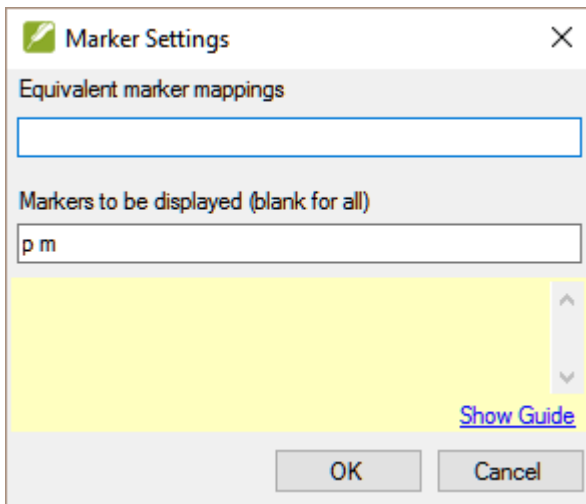 Marker Settings
Equivalent marker mappings
Markers to be displayed (blank for all)
p m
Show Guide
OK Cancel